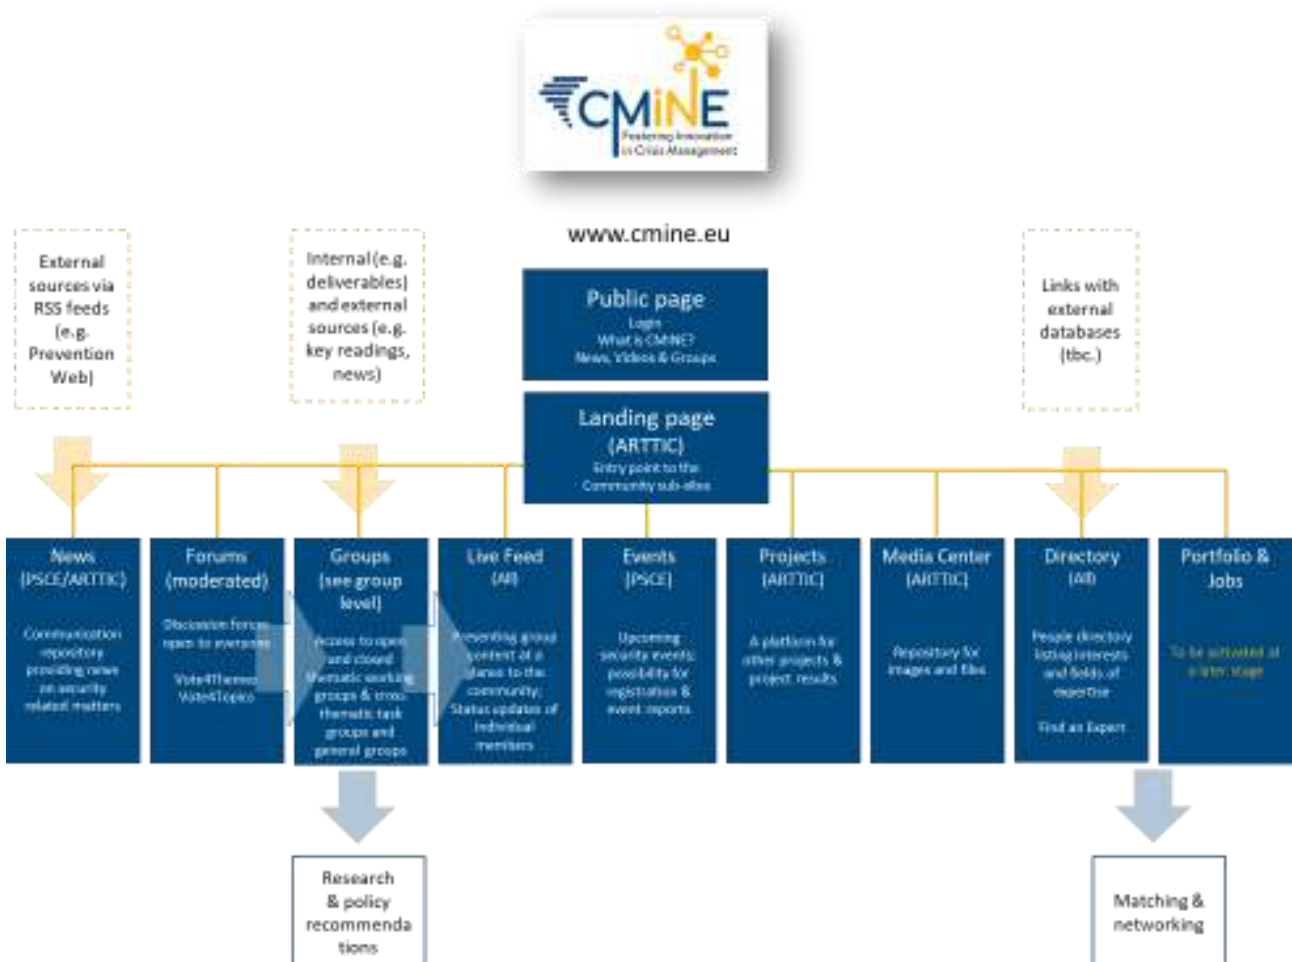 CMINE
Fostering Innovation
in Crisis Management
www.cmine.eu
External
sources via
RSS feeds
(e.g.
Prevention
Web)
Internal (e.g.
deliverables)
and external
sources (e.g.
key readings,
news)
Public page
Login
What is CMINE?
News, Videos & Groups
Links with
external
databases
(tbc.)
Landing page
(ARTTIC)
Entry point to the
Community sub-sites
News
(PSCE/ARTTIC)
Communication
repository
providing news
on security
related matters
Forums
(moderated)
Discussion forum
open to everyone
Vote4Themes
Vote4Topics
Groups
(see group
level)
Access to open
and closed
thematic working
groups & cross
thematic task
groups and
general groups
Live Feed
(All)
Presenting group
content at a
glance to the
community;
Status updates of
individual
members
Events
(PSCE)
Upcoming
security events;
possibility for
registration &
event reports
Projects
(ARTTIC)
A platform for
other projects &
project results
Media Center
(ARTTIC)
Repository for
images and files
Directory
(All)
People directory
listing interests
and fields of
expertise
Find an Expert
Portfolio &
Jobs
To be activated at
a later stage
Research
& policy
recommenda
tions
Matching &
networking